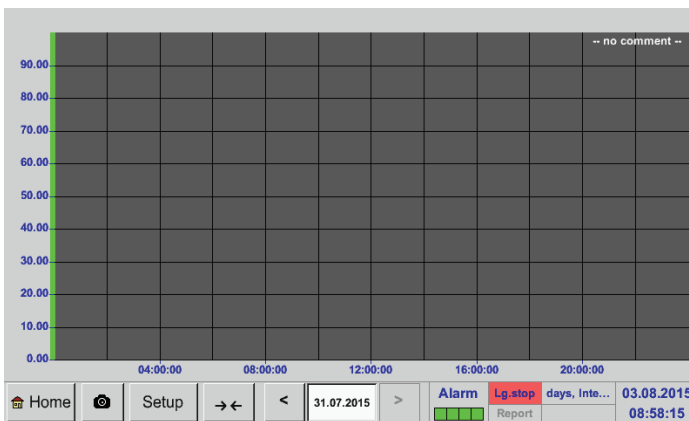 -- no comment --
90.00
80.00
70.00
60.00
50.00
40.00
30.00
20.00
10.00
0.00
04:00:00 08:00:00 12:00:00 16:00:00 20:00:00
Home Setup →← < 31.07.2015 > Alarm Lg.stop days, Inte... 03.08.2015
Report 08:58:15